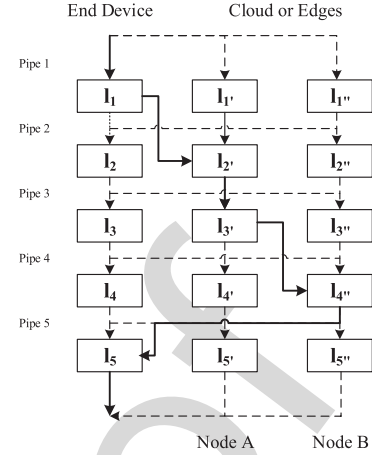 End Device Cloud or Edges
Pipe 1
l1 l1' l1''
Pipe 2
l2 l2' l2''
Pipe 3
l3 l3' l3''
Pipe 4
l4 l4' l4''
Pipe 5
l5 l5' l5''
Node A Node B